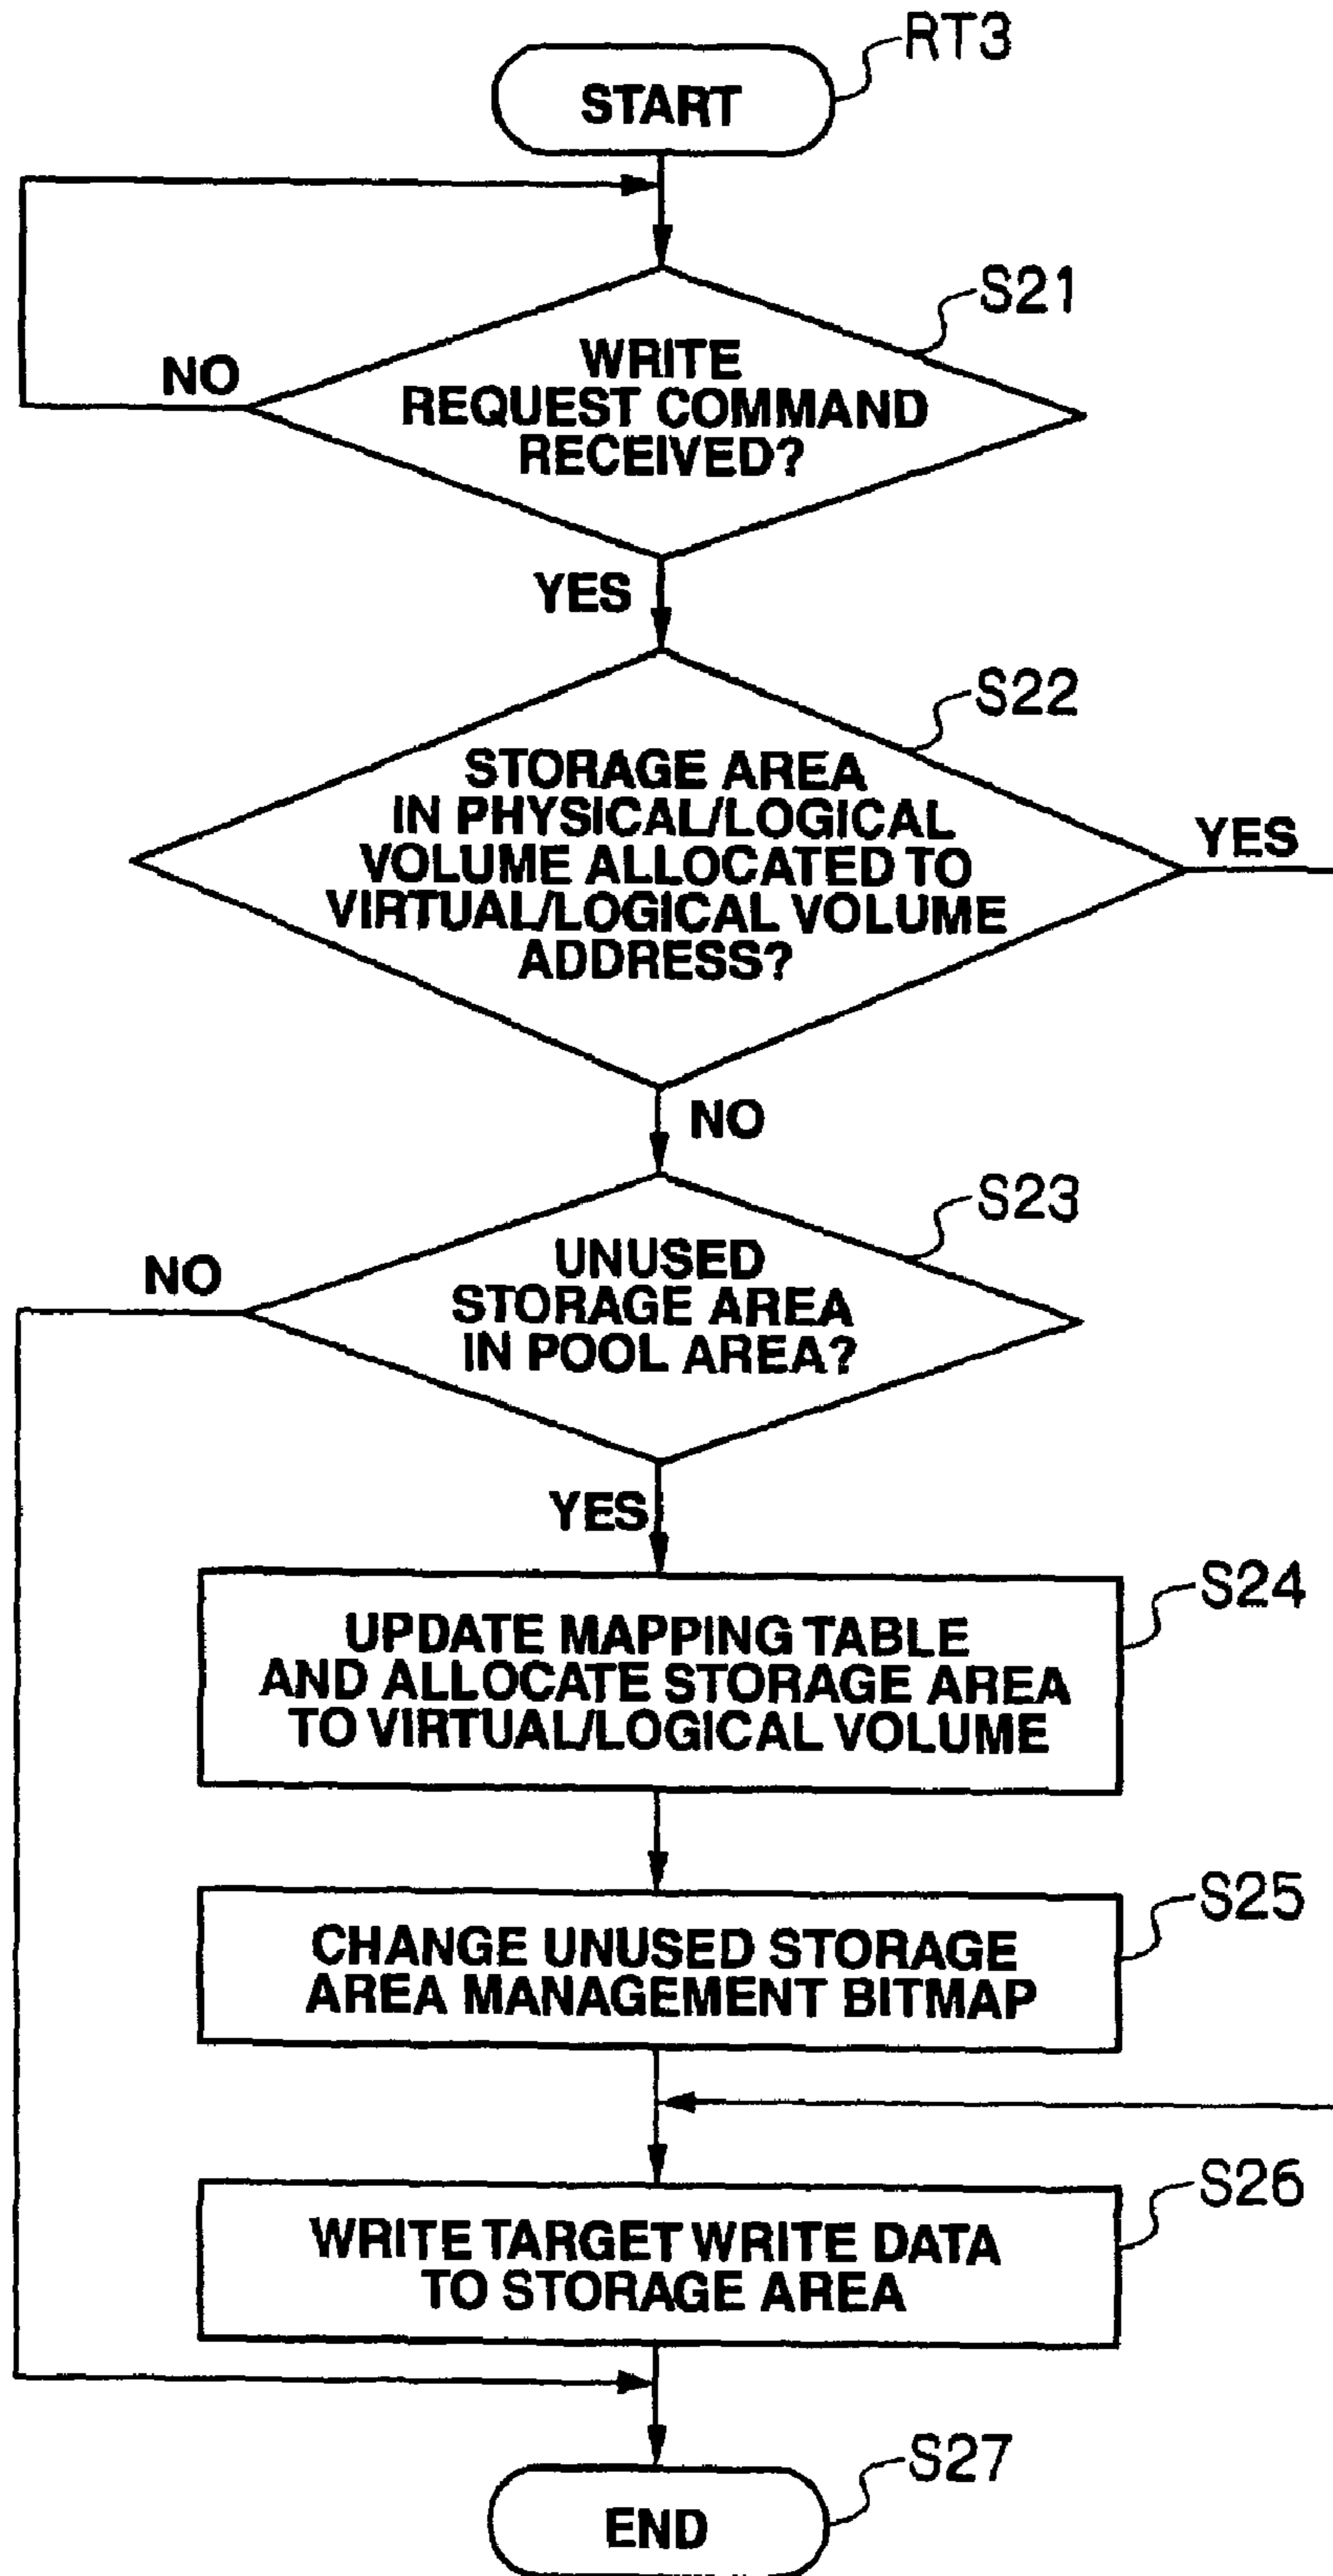 RT3
START
S21
WRITE
REQUEST COMMAND
RECEIVED?
NO
YES
S22
STORAGE AREA
IN PHYSICAL/LOGICAL
VOLUME ALLOCATED TO
VIRTUAL/LOGICAL VOLUME
ADDRESS?
YES
NO
S23
UNUSED
STORAGE AREA
IN POOL AREA?
NO
YES
S24
UPDATE MAPPING TABLE
AND ALLOCATE STORAGE AREA
TO VIRTUAL/LOGICAL VOLUME
S25
CHANGE UNUSED STORAGE
AREA MANAGEMENT BITMAP
S26
WRITE TARGET WRITE DATA
TO STORAGE AREA
S27
END